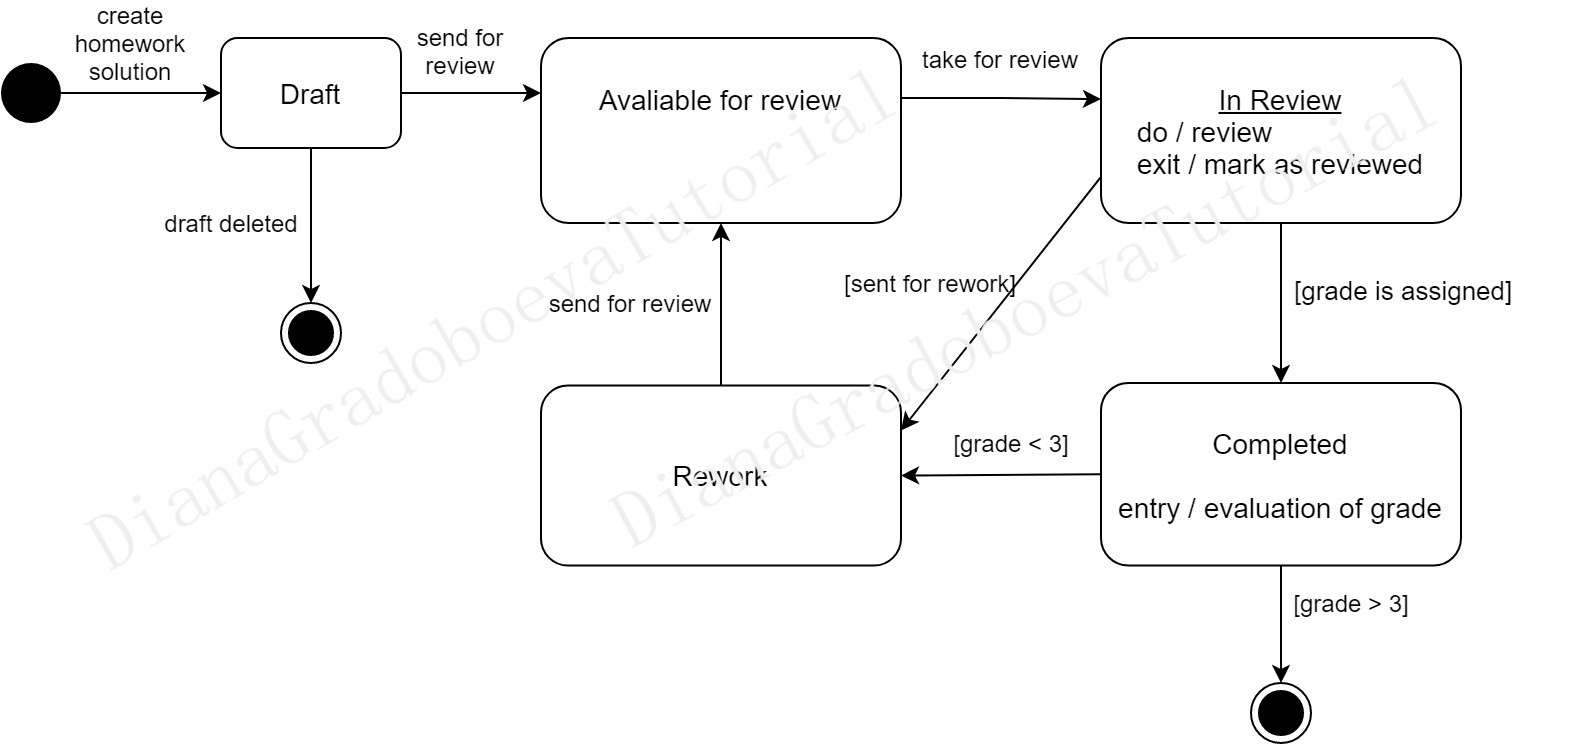 create
homework
solution
send for
review
take for review
Draft
Avaliable for review
In Review
do / review
exit / mark as reviewed
draft deleted
send for review
[sent for rework]
[grade is assigned]
Rework
[grade < 3]
Completed
entry / evaluation of grade
[grade > 3]
DianaGradoboevaTutorial
DianaGradoboevaTutorial